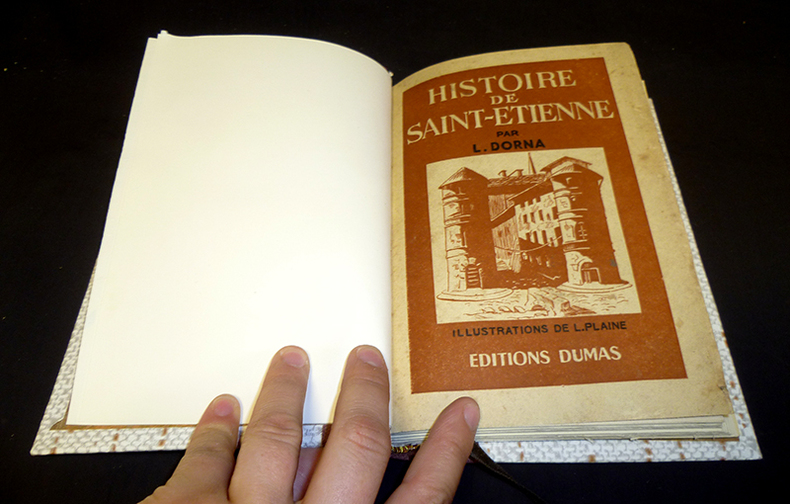 HISTOIRE
DE
SAINT-ETIENNE
PAR
L. DORNA
ILLUSTRATIONS DE L. PLAINE
EDITIONS DUMAS